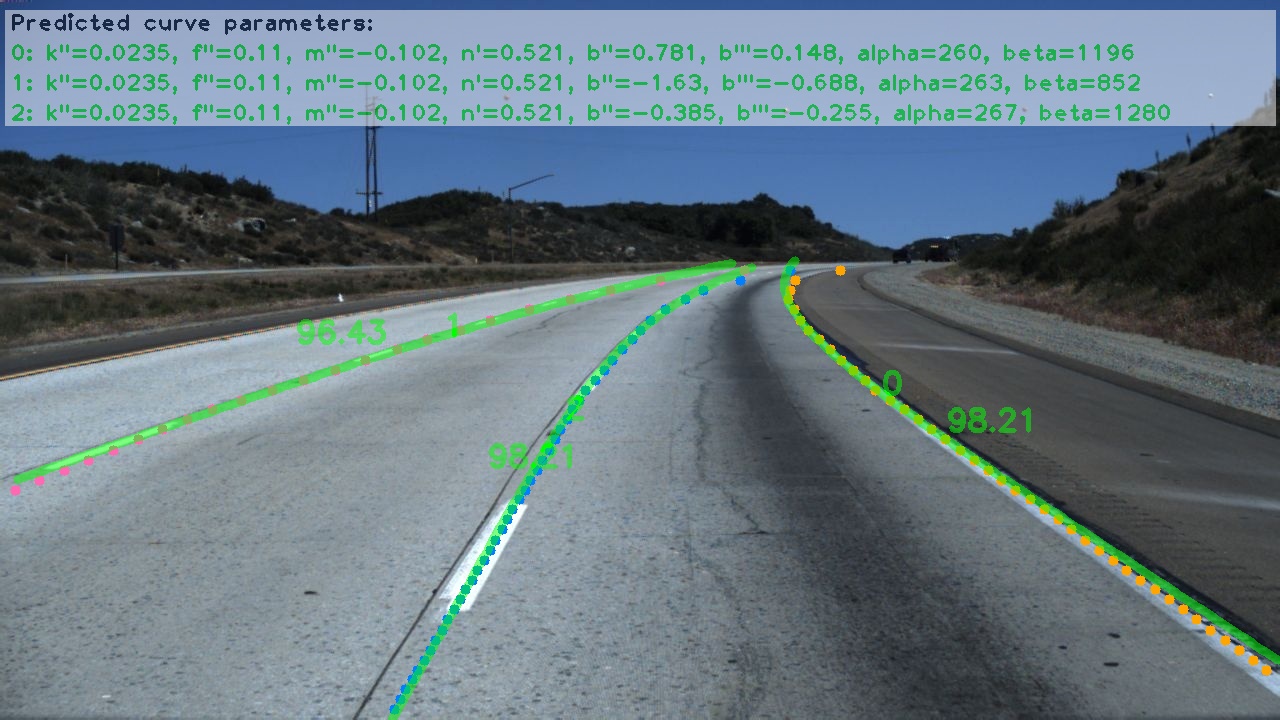 Predicted curve parameters:
0: k''=0.0235, f''=0.11, m''=-0.102, n'=0.521, b''=0.781, b'''=0.148, alpha=260, beta=1196
1: k''=0.0235, f''=0.11, m''=-0.102, n'=0.521, b''=-1.63, b'''=-0.688, alpha=263, beta=852
2: k''=0.0235, f''=0.11, m''=-0.102, n'=0.521, b''=-0.385, b'''=-0.255, alpha=267, beta=1280
1
96.43
0
2
98.21
98.21